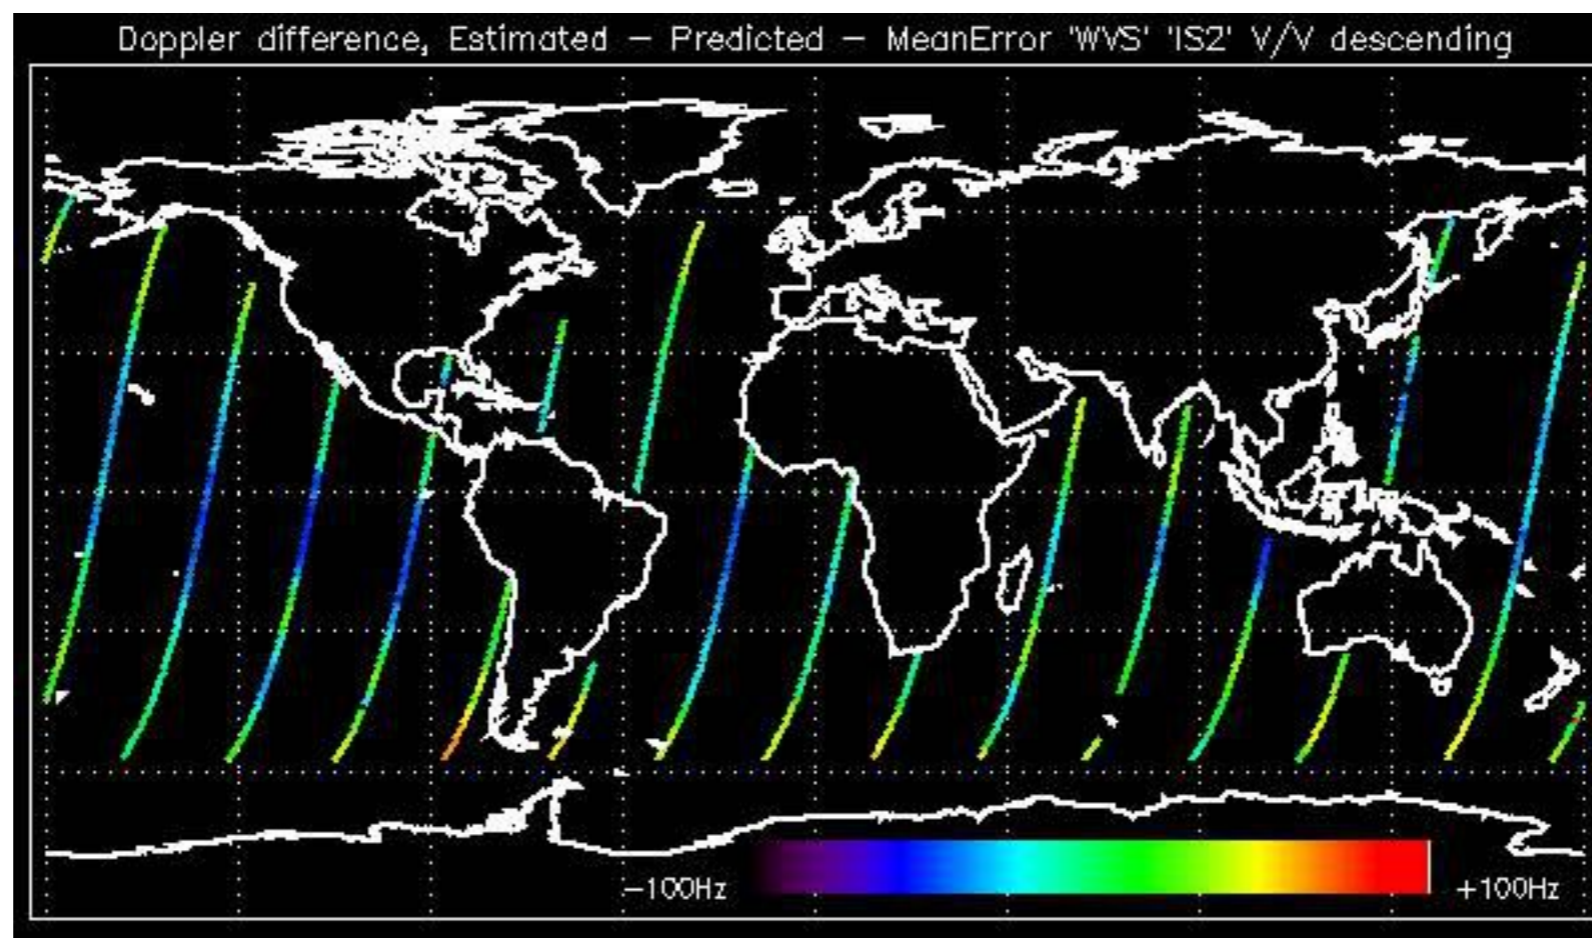 Doppler difference, Estimated – Predicted – MeanError 'WVS' 'IS2' V/V descending
-100Hz
+100Hz